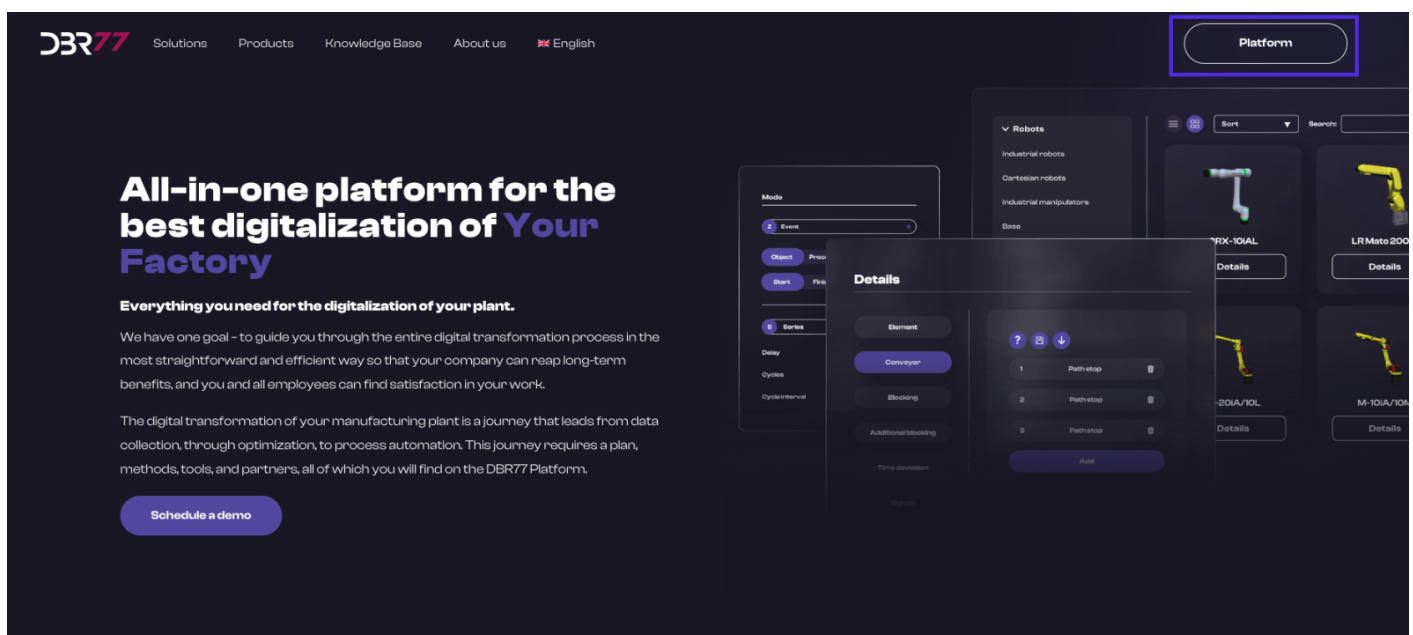 DBR77
Solutions
Products
Knowledge Base
About us
English
Platform
All-in-one platform for the
best digitalization of Your
Factory
Everything you need for the digitalization of your plant.
We have one goal – to guide you through the entire digital transformation process in the
most straightforward and efficient way so that your company can reap long-term
benefits, and you and all employees can find satisfaction in your work.
The digital transformation of your manufacturing plant is a journey that leads from data
collection, through optimization, to process automation. This journey requires a plan,
methods, tools, and partners, all of which you will find on the DBR77 Platform.
Schedule a demo
Mode
2 Event
Object
Start
Series
Delay
Cycles
Cycle interval
Details
Element
Conveyor
Blocking
Additional blocking
Time deviation
?
1 Path stop
2 Path stop
3 Path stop
Add
Robots
Industrial robots
Cartesian robots
Industrial manipulators
Base
Sort
Search:
RX-10iAL
Details
LR Mate 200
Details
-20iA/10L
Details
M-10iA/10M
Details